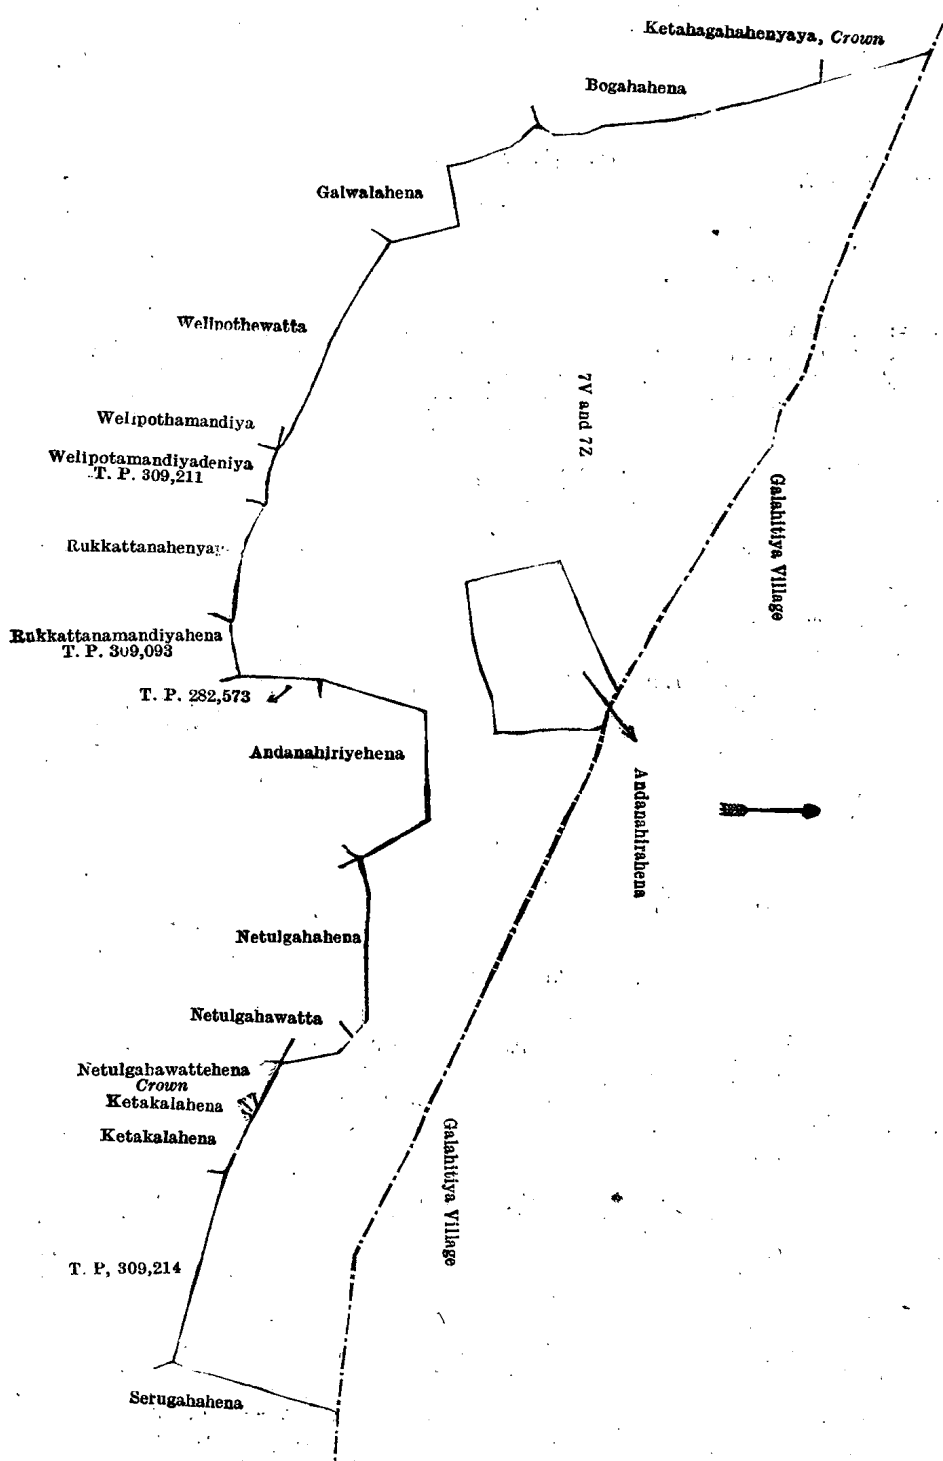 Ketahagahahenyaya, Crown
Bogahahena
Galwalahena
Welipothewatta
7V and 7Z
Welipothamandiya
Welipotamandiyadeniya
T. P. 309,211
Galahitiya Village
Rukkattanahenyay
Rukkattanamandiyahena
T. P. 309,093
T. P. 282,573
Andanahiriyehena
Andanahirahena
Netulgahahena
Netulgahawatta
Netulgahawattehena
Crown
Ketakalahena
Ketakalahena
Galahitiya Village
T. P, 309,214
Serugahahena